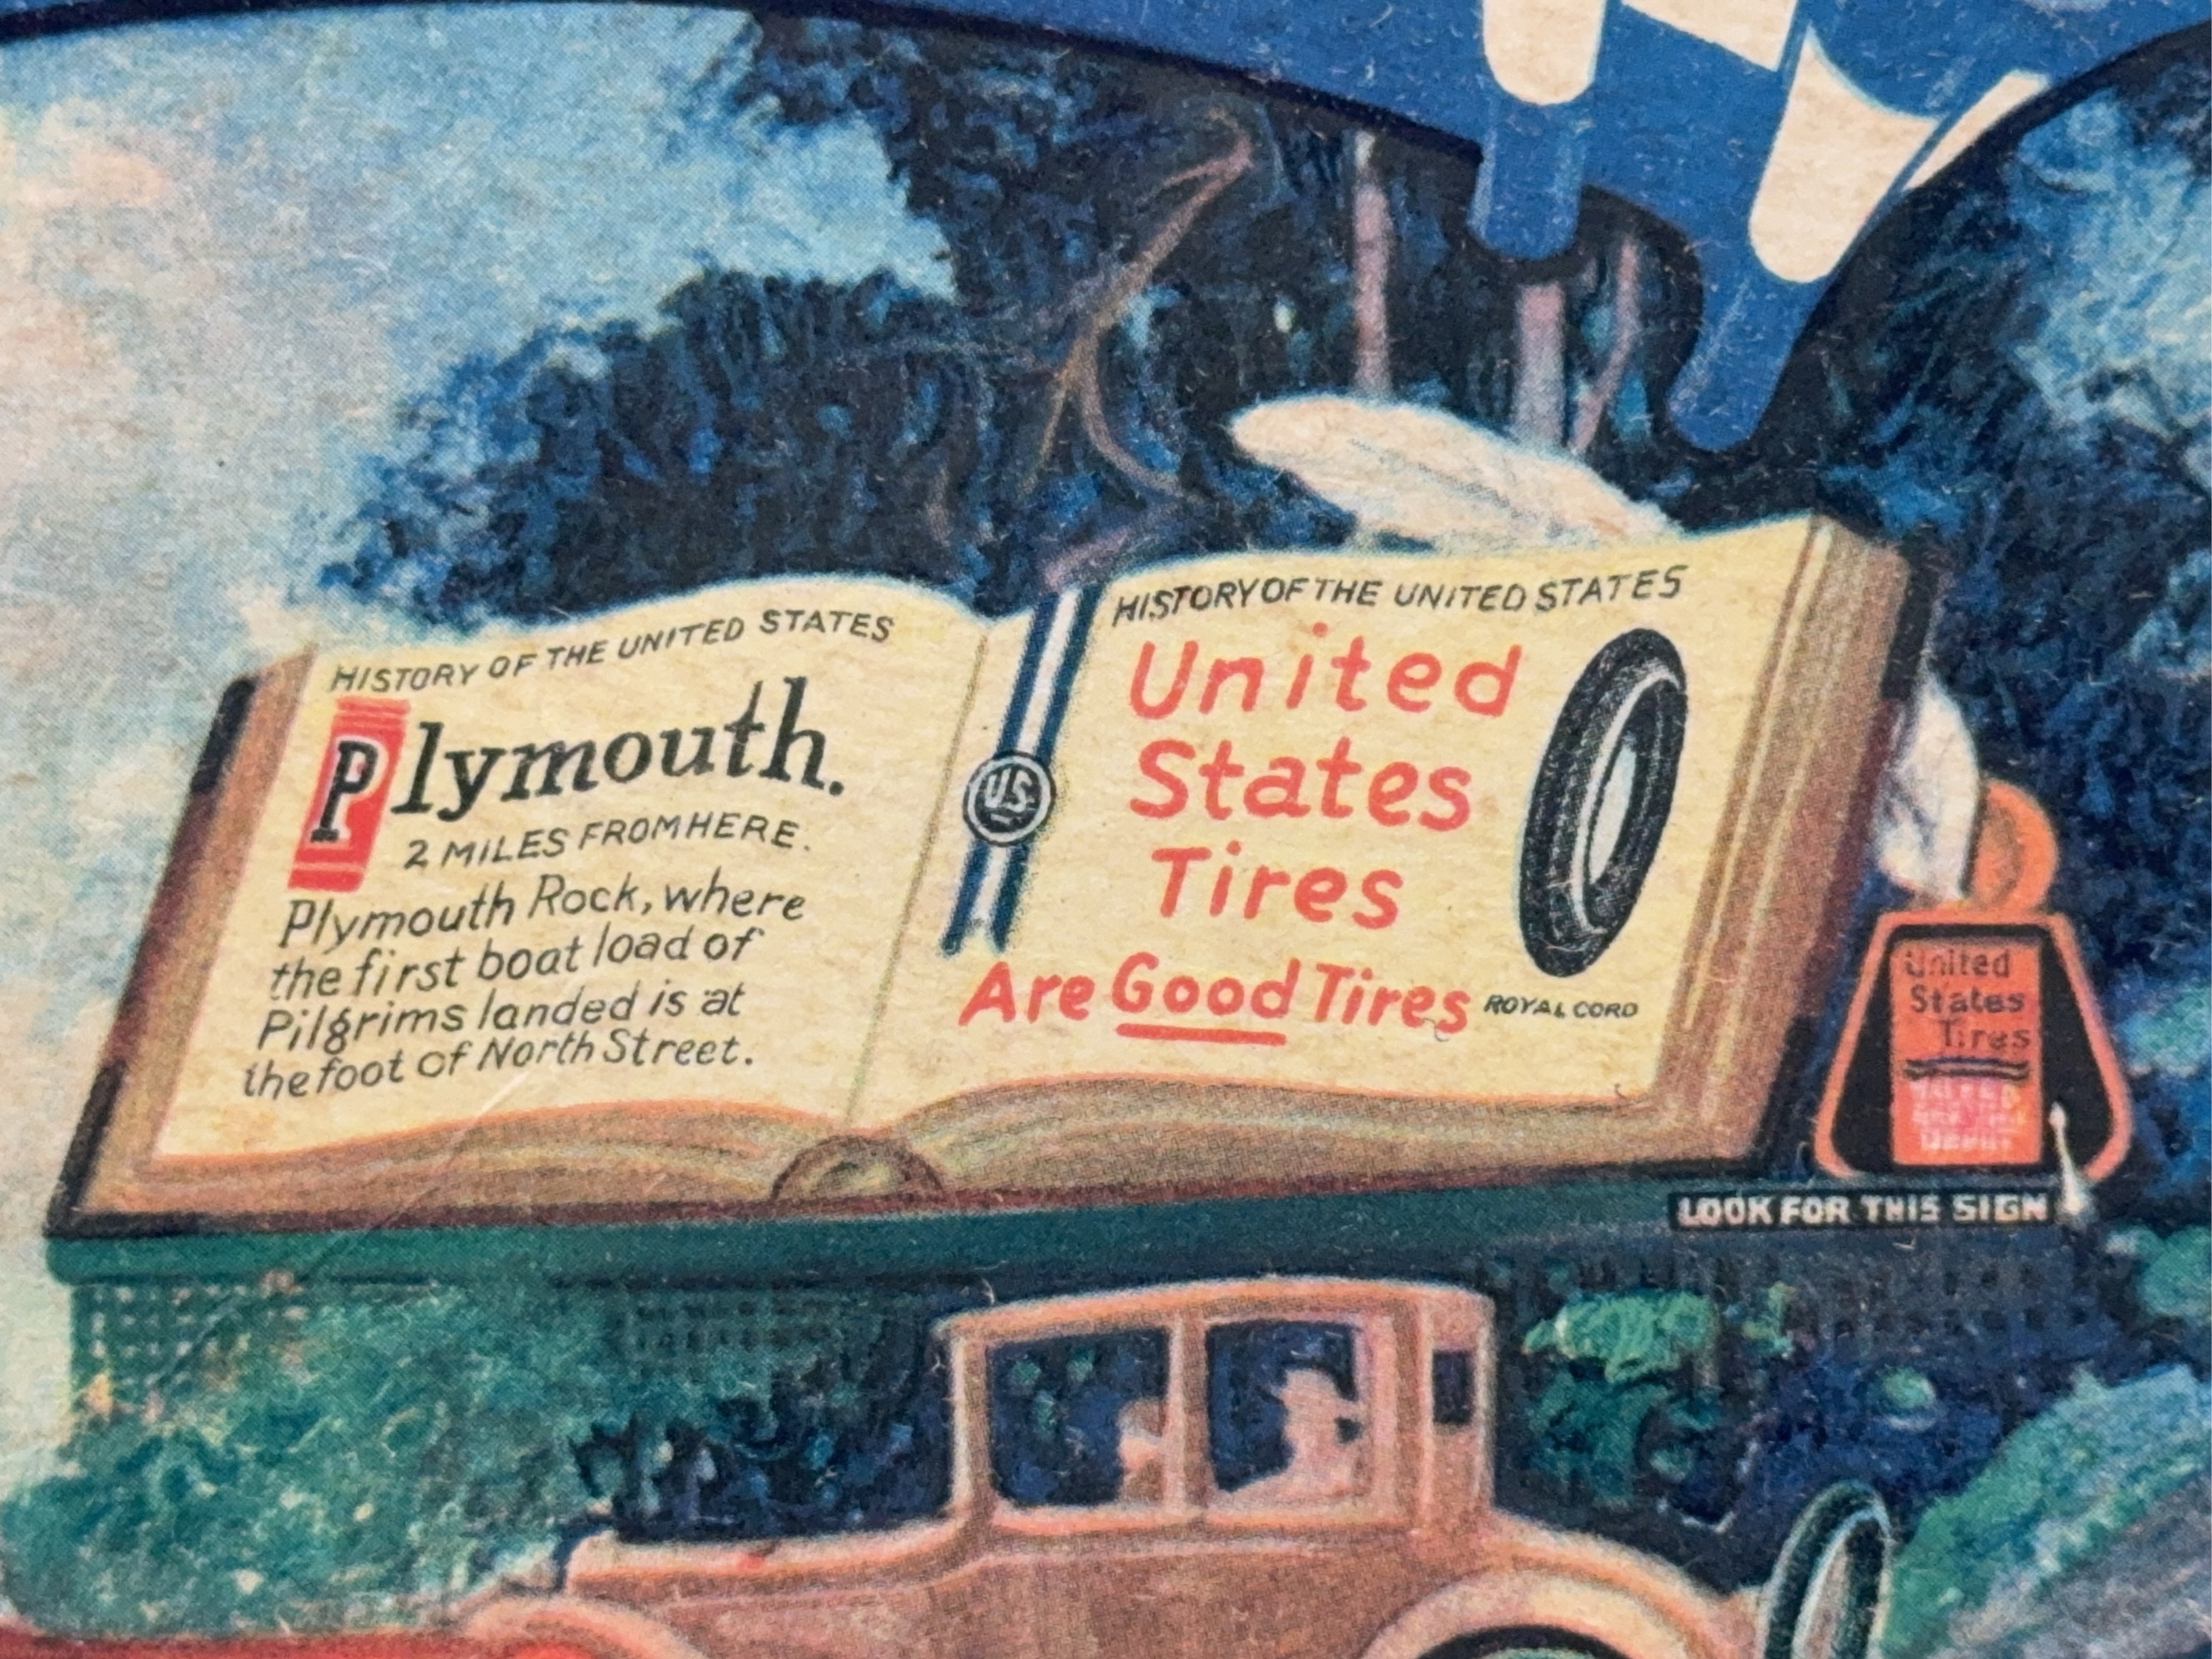 HISTORY OF THE UNITED STATES
Plymouth.
2 MILES FROM HERE.
Plymouth Rock, where
the first boat load of
Pilgrims landed is at
the foot of North Street.
U.S.
HISTORY OF THE UNITED STATES
United
States
Tires
Are Good Tires
ROYAL CORD
United
States
Tires
LOOK FOR THIS SIGN